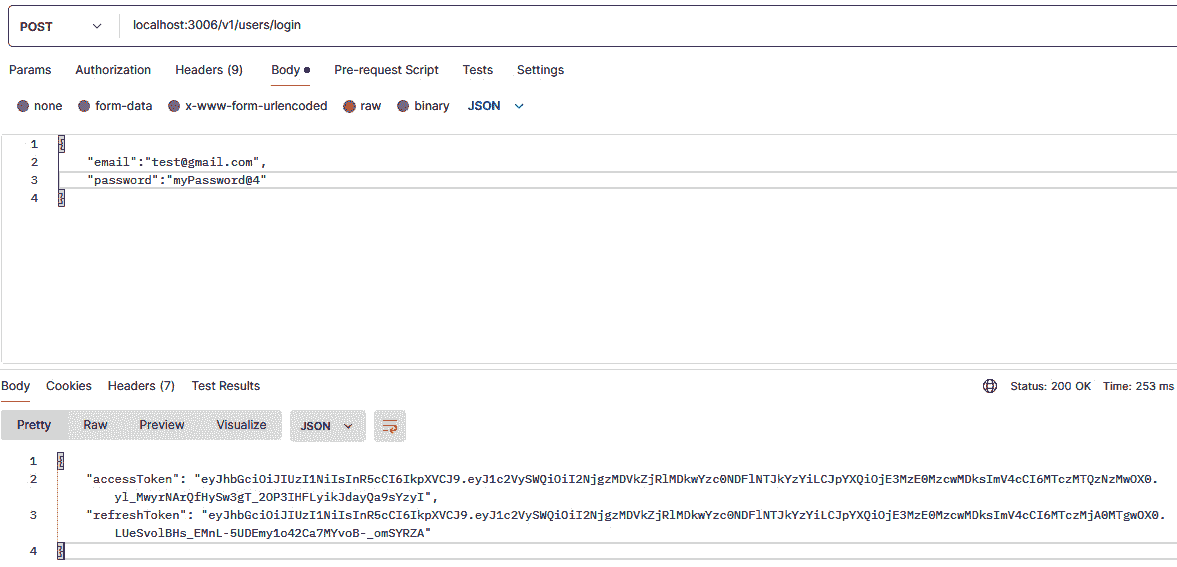 POST localhost:3006/v1/users/login
Params Authorization Headers (9) Body Pre-request Script Tests Settings
none form-data x-www-form-urlencoded raw binary JSON
1 {
2 "email":"test@gmail.com",
3 "password":"myPassword@4"
4 }
Body Cookies Headers (7) Test Results Status: 200 OK Time: 253 ms
Pretty Raw Preview Visualize JSON
1 {
2 "accessToken": "eyJhbGciOiJIUzI1NiIsInR5cCI6IkpXVCJ9.eyJ1c2VySWQiOiI2NjgzMDVkZjRlMDkwYzc0NDFlNTJkYzYiLCJpYXQiOjE3MzE0MzcwMDksImV4cCI6MTczMTQzNzMwOX0.
yl_MwyrNArQfHySw3gT_2OP3IHFLyikJdayQa9sYzyI",
3 "refreshToken": "eyJhbGciOiJIUzI1NiIsInR5cCI6IkpXVCJ9.eyJ1c2VySWQiOiI2NjgzMDVkZjRlMDkwYzc0NDFlNTJkYzYiLCJpYXQiOjE3MzE0MzcwMDksImV4cCI6MTczMjA0MTgwOX0.
LUeSvolBHs_EMnL-5UDEmy1o42Ca7MYvoB-_omSYRZA"
4 }